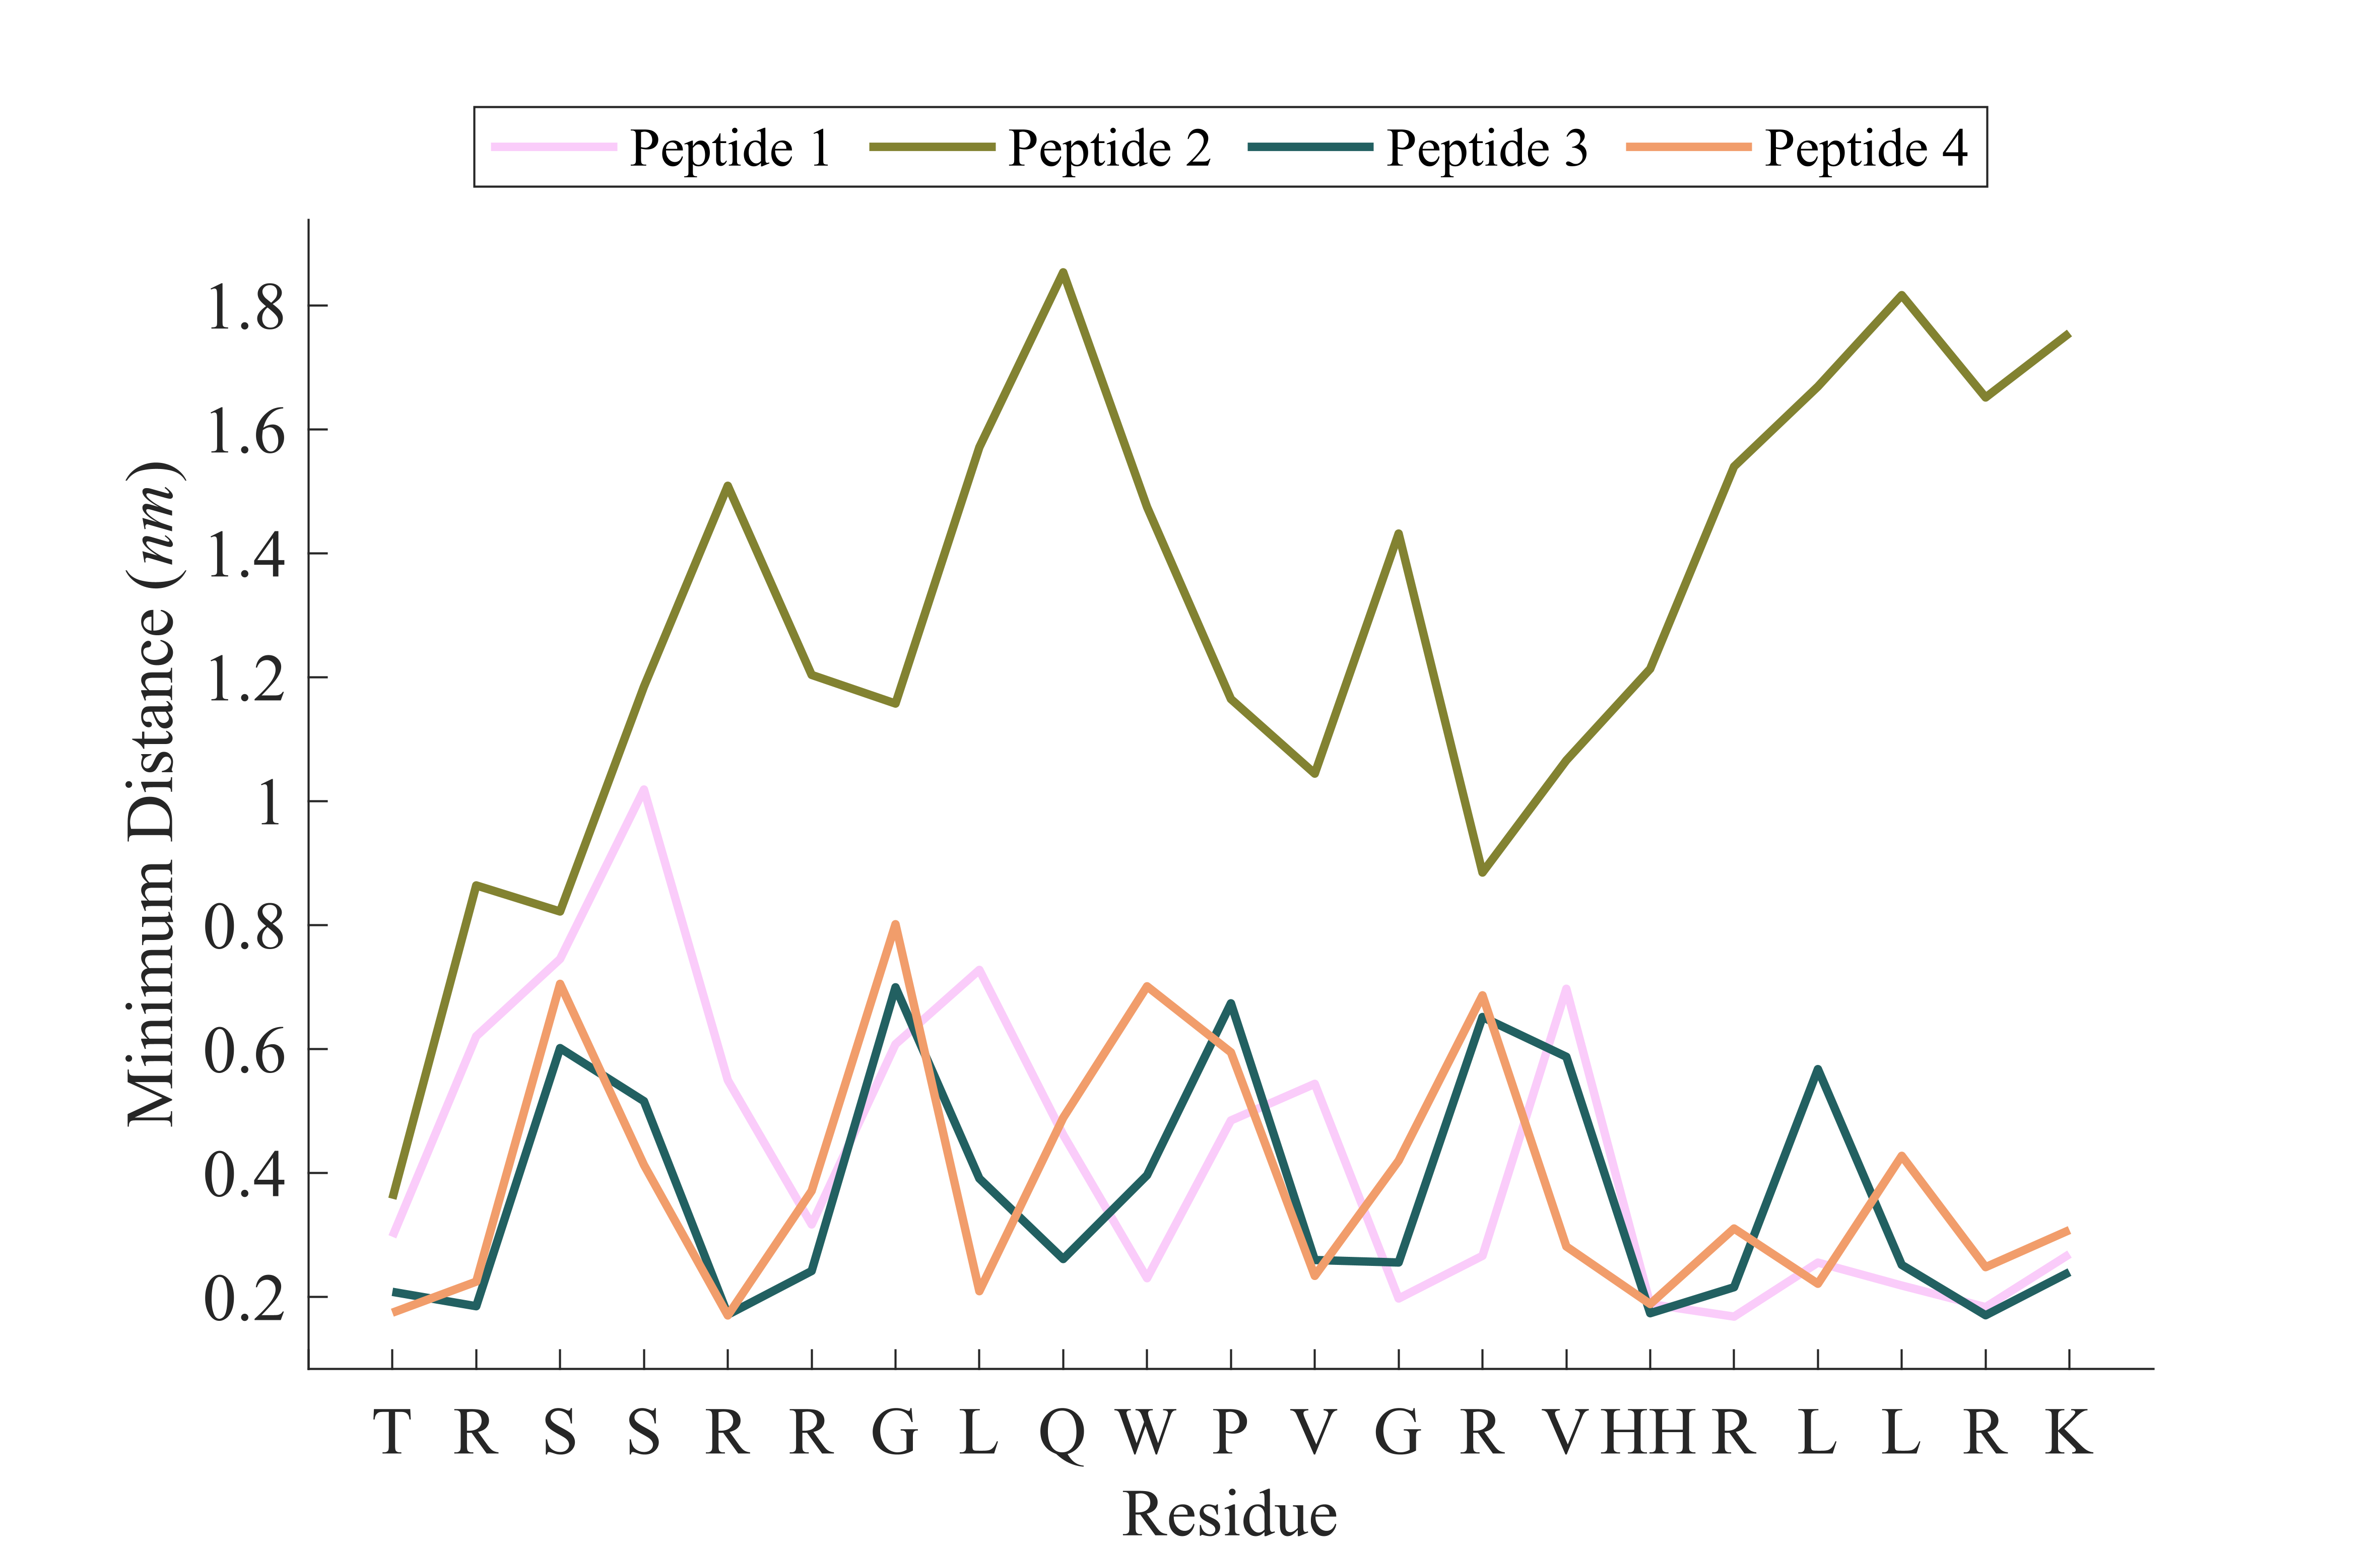 Peptide 1 Peptide 2 Peptide 3 Peptide 4
1.8
1.6
1.4
1.2
1
0.8
0.6
0.4
0.2
Minimum Distance (nm)
T R S S R R G L Q W P V G R V HH R L L R K
Residue